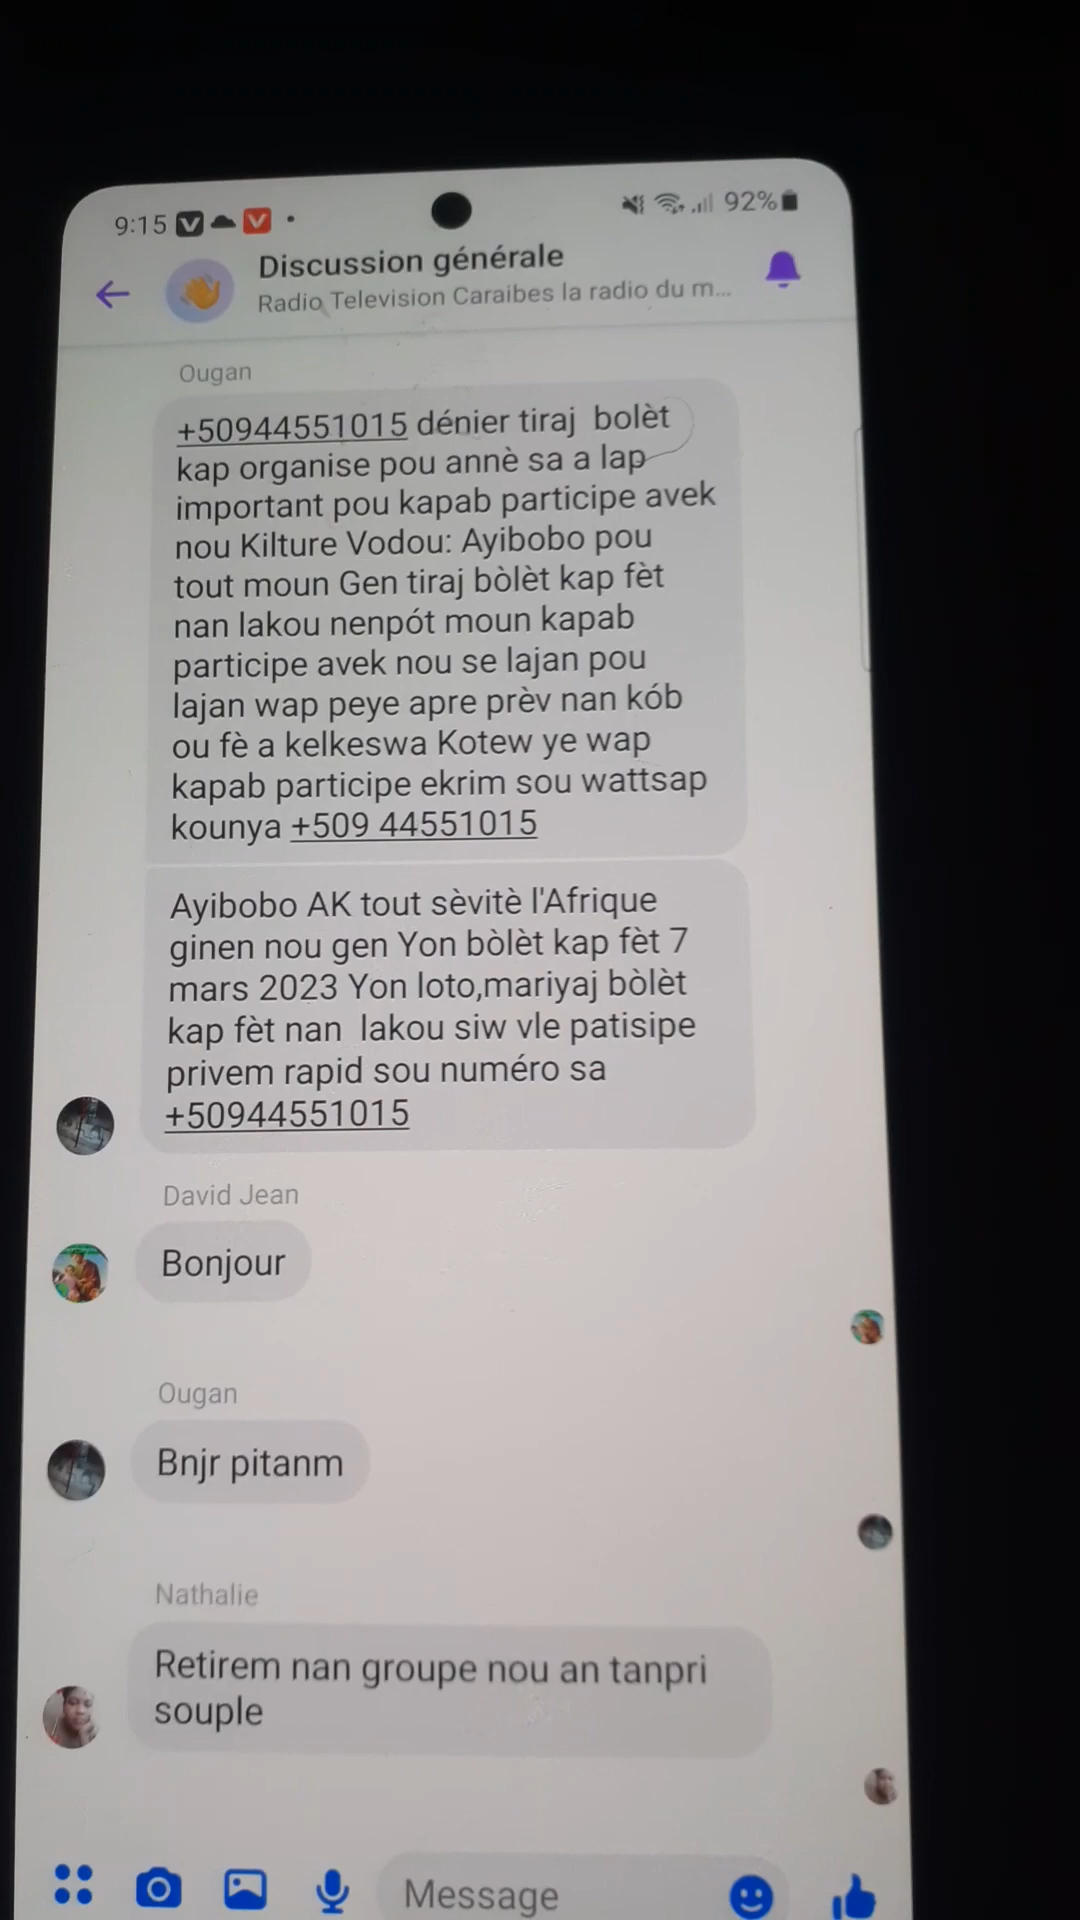 9:15
92%
Discussion générale
Radio Television Caraibes la radio du m...
Ougan
+50944551015 dénier tiraj bolèt
kap organise pou annè sa a lap
important pou kapab participe avek
nou Kilture Vodou: Ayibobo pou
tout moun Gen tiraj bòlèt kap fèt
nan lakou nenpót moun kapab
participe avek nou se lajan pou
lajan wap peye apre prèv nan kób
ou fè a kelkeswa Kotew ye wap
kapab participe ekrim sou wattsap
kounya +509 44551015
Ayibobo AK tout sèvitè l'Afrique
ginen nou gen Yon bòlèt kap fèt 7
mars 2023 Yon loto,mariyaj bòlèt
kap fèt nan lakou siw vle patisipe
privem rapid sou numéro sa
+50944551015
David Jean
Bonjour
Ougan
Bnjr pitanm
Nathalie
Retirem nan groupe nou an tanpri
souple
Message